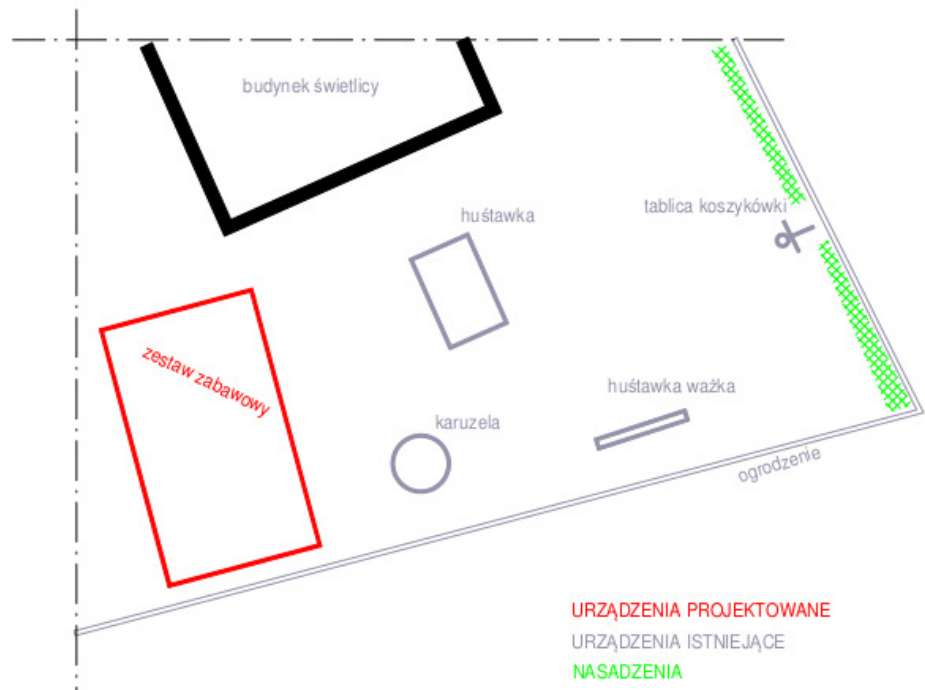 budynek świetlicy
tablica koszykówki
huśtawka
zestaw zabawowy
huśtawka ważka
karuzela
ogrodzenie
URZĄDZENIA PROJEKTOWANE
URZĄDZENIA ISTNIEJĄCE
NASADZENIA